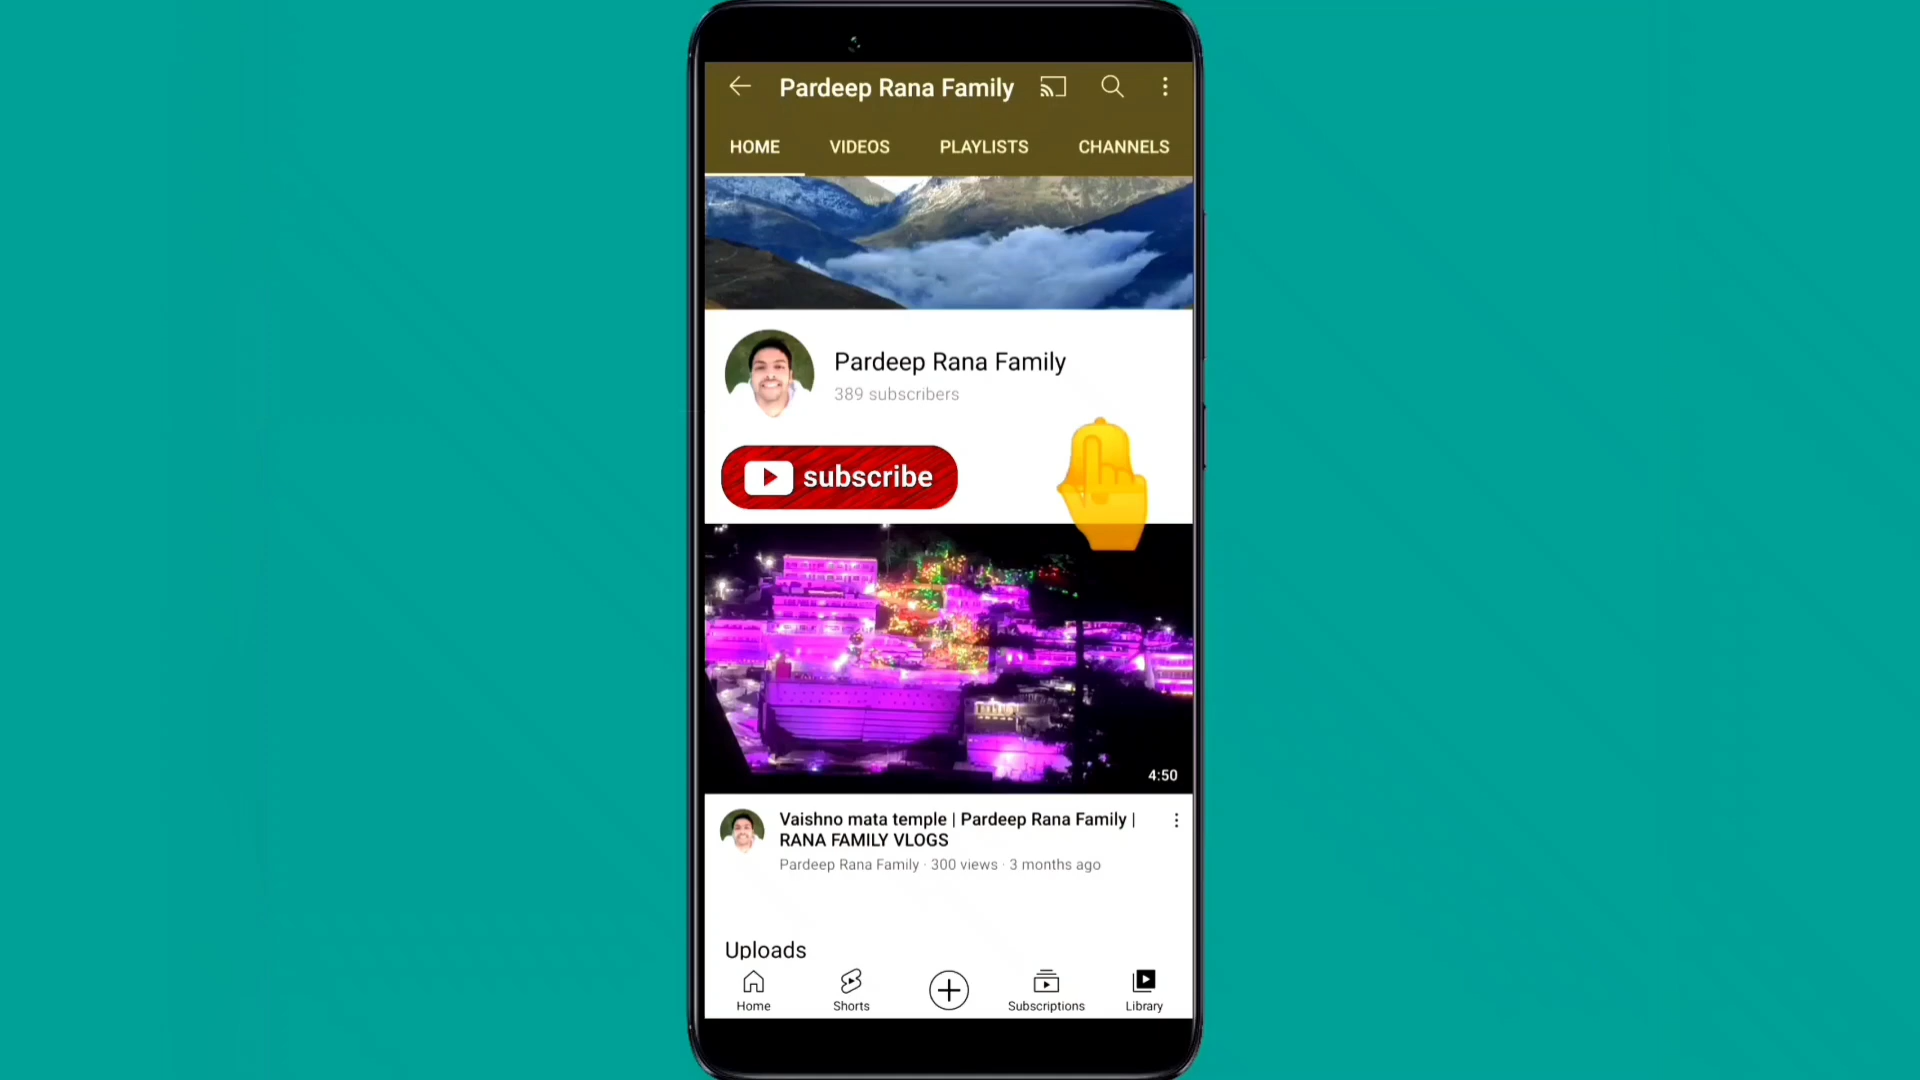 Pardeep Rana Family
HOME VIDEOS PLAYLISTS CHANNELS
Pardeep Rana Family
389 subscribers
subscribe
4:50
Vaishno mata temple | Pardeep Rana Family |
RANA FAMILY VLOGS
Pardeep Rana Family · 300 views · 3 months ago
Uploads
Home Shorts Subscriptions Library